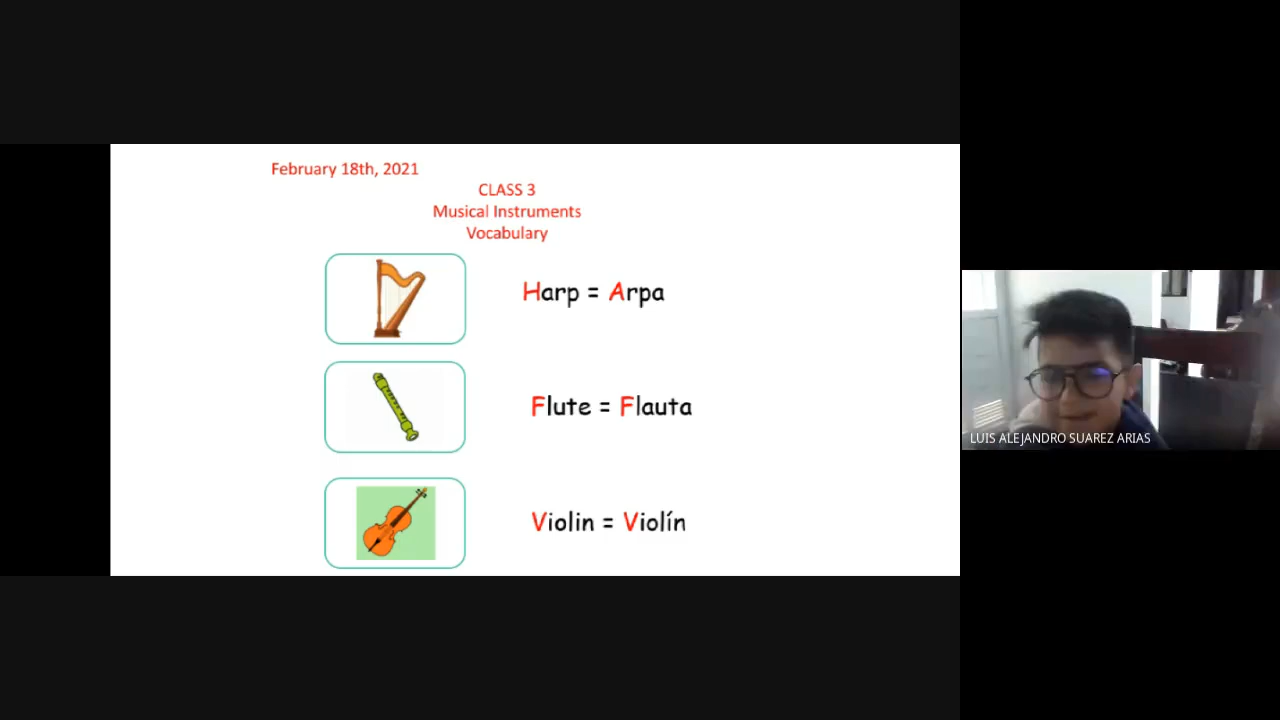 February 18th, 2021
CLASS 3
Musical Instruments
Vocabulary
Harp = Arpa
Flute = Flauta
Violin = Violín
LUIS ALEJANDRO SUAREZ ARIAS